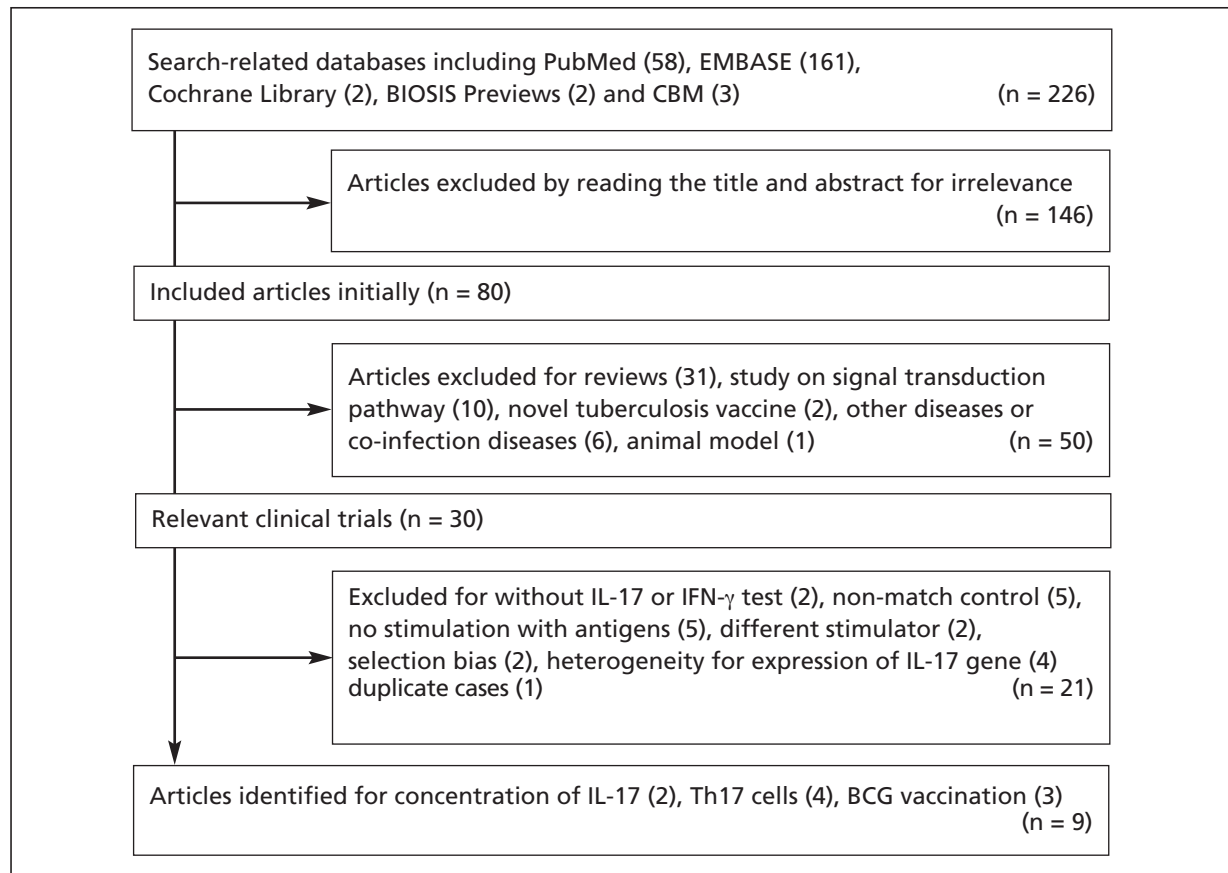 Search-related databases including PubMed (58), EMBASE (161),
Cochrane Library (2), BIOSIS Previews (2) and CBM (3) (n = 226)
Articles excluded by reading the title and abstract for irrelevance
(n = 146)
Included articles initially (n = 80)
Articles excluded for reviews (31), study on signal transduction
pathway (10), novel tuberculosis vaccine (2), other diseases or
co-infection diseases (6), animal model (1) (n = 50)
Relevant clinical trials (n = 30)
Excluded for without IL-17 or IFN-γ test (2), non-match control (5),
no stimulation with antigens (5), different stimulator (2),
selection bias (2), heterogeneity for expression of IL-17 gene (4)
duplicate cases (1) (n = 21)
Articles identified for concentration of IL-17 (2), Th17 cells (4), BCG vaccination (3)
(n = 9)